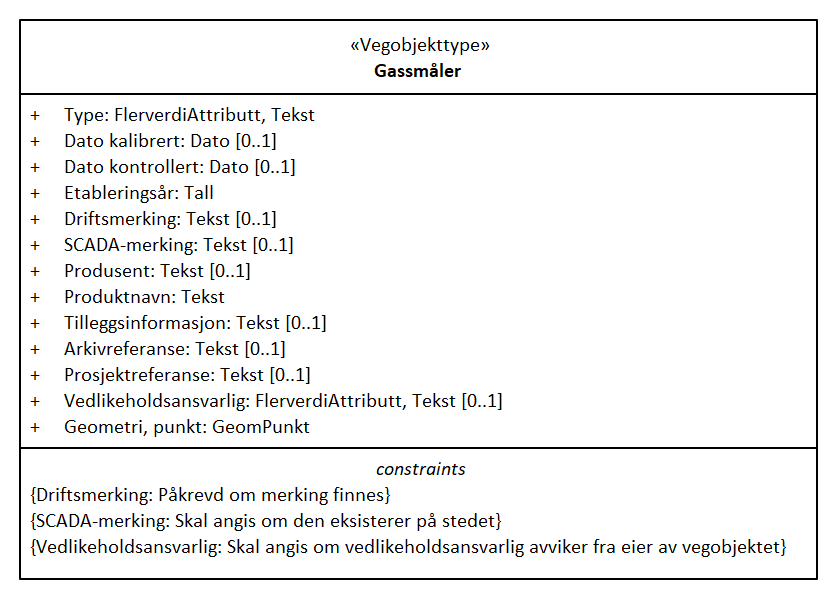 «Vegobjekttype»
Gassmåler
+ Type: FlerverdiAttributt, Tekst
+ Dato kalibrert: Dato [0..1]
+ Dato kontrollert: Dato [0..1]
+ Etableringsår: Tall
+ Driftsmerking: Tekst [0..1]
+ SCADA-merking: Tekst [0..1]
+ Produsent: Tekst [0..1]
+ Produktnavn: Tekst
+ Tilleggsinformasjon: Tekst [0..1]
+ Arkivreferanse: Tekst [0..1]
+ Prosjektreferanse: Tekst [0..1]
+ Vedlikeholdsansvarlig: FlerverdiAttributt, Tekst [0..1]
+ Geometri, punkt: GeomPunkt
constraints
{Driftsmerking: Påkrevd om merking finnes}
{SCADA-merking: Skal angis om den eksisterer på stedet}
{Vedlikeholdsansvarlig: Skal angis om vedlikeholdsansvarlig avviker fra eier av vegobjektet}